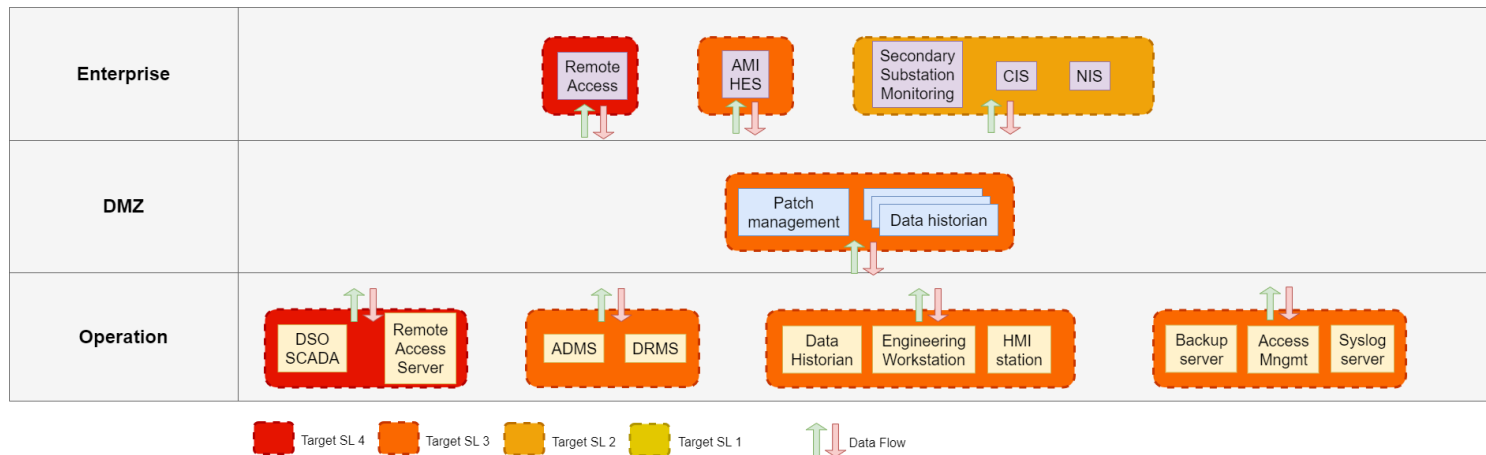 Enterprise
Remote
Access
AMI
HES
Secondary
Substation
Monitoring
CIS
NIS
DMZ
Patch
management
Data historian
Operation
DSO
SCADA
Remote
Access
Server
ADMS
DRMS
Data
Historian
Engineering
Workstation
HMI
station
Backup
server
Access
Mngmt
Syslog
server
Target SL 4
Target SL 3
Target SL 2
Target SL 1
Data Flow